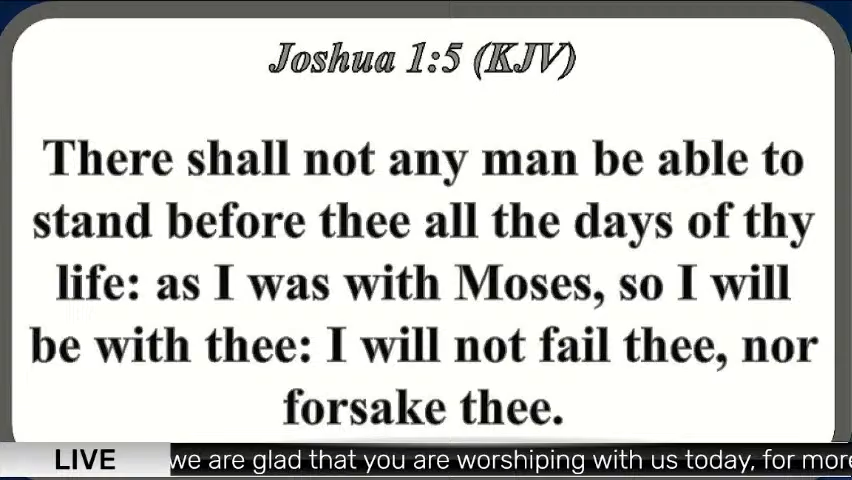 Joshua 1:5 (KJV)
There shall not any man be able to
stand before thee all the days of thy
life: as I was with Moses, so I will
be with thee: I will not fail thee, nor
forsake thee.
LIVE we are glad that you are worshiping with us today, for more